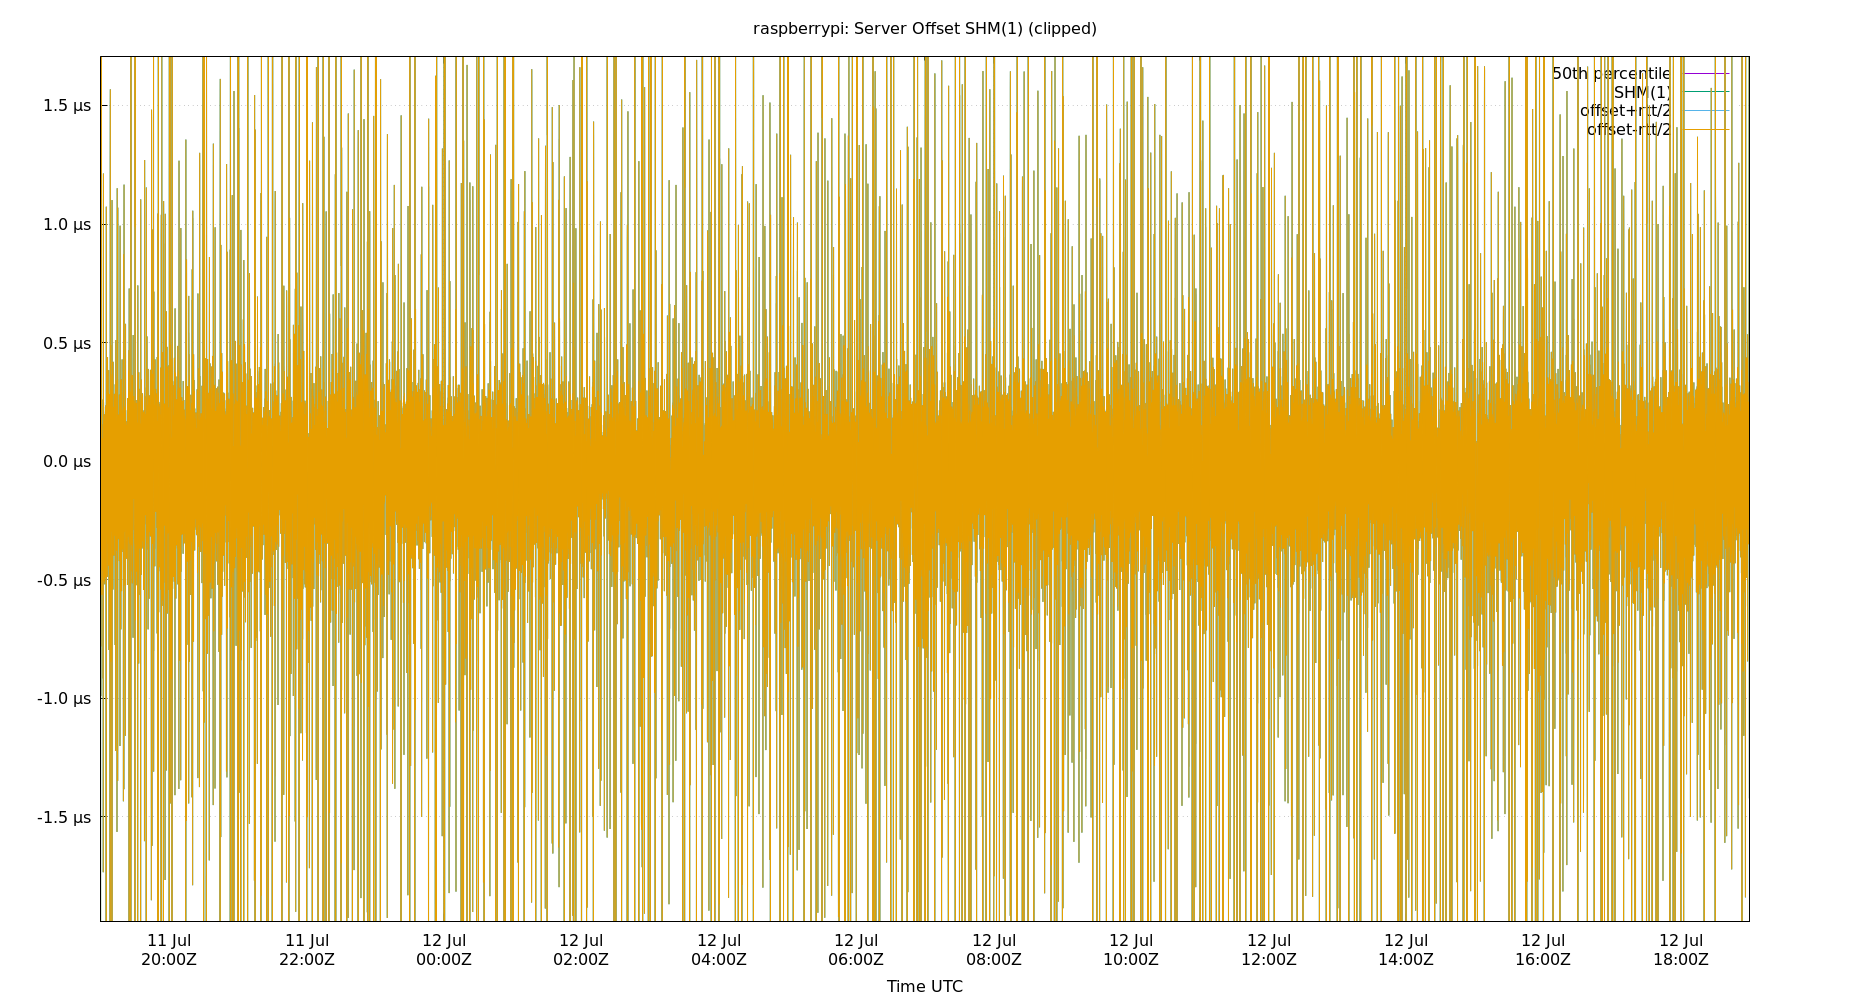 raspberrypi: Server Offset SHM(1) (clipped)
50th percentile
SHM(1)
offset+rtt/2
offset-rtt/2
1.5 µs
1.0 µs
0.5 µs
0.0 µs
-0.5 µs
-1.0 µs
-1.5 µs
11 Jul 11 Jul 12 Jul 12 Jul 12 Jul 12 Jul 12 Jul 12 Jul 12 Jul 12 Jul 12 Jul 12 Jul
20:00Z 22:00Z 00:00Z 02:00Z 04:00Z 06:00Z 08:00Z 10:00Z 12:00Z 14:00Z 16:00Z 18:00Z
Time UTC